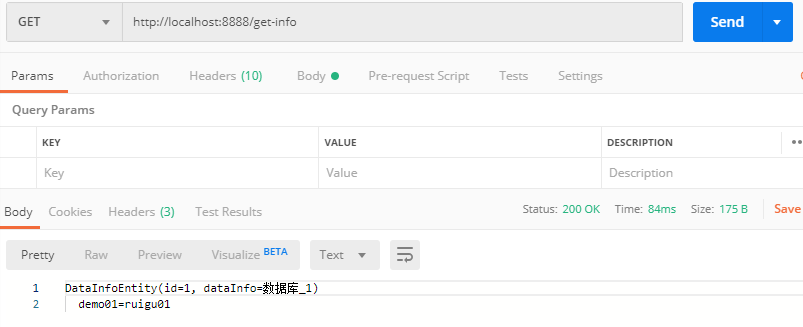 GET http://localhost:8888/get-info Send
Params Authorization Headers (10) Body Pre-request Script Tests Settings
Query Params
KEY VALUE DESCRIPTION
Key Value Description
Body Cookies Headers (3) Test Results Status: 200 OK Time: 84ms Size: 175 B Save
Pretty Raw Preview Visualize BETA Text
1 DataInfoEntity(id=1, dataInfo=数据库_1)
2 demo01=ruigu01